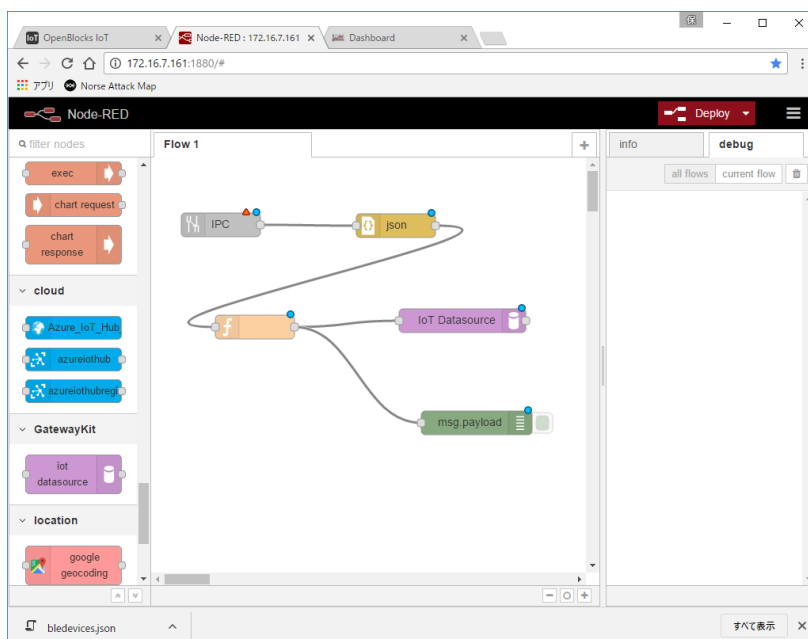 保
IoT OpenBlocks IoT
Node-RED : 172.16.7.161
Dashboard
172.16.7.161:1880/#
アプリ
Norse Attack Map
Node-RED
Deploy
filter nodes
Flow 1
info
debug
all flows
current flow
exec
chart request
chart
response
cloud
Azure_IoT_Hub
azureiothub
azureiothubregi
GatewayKit
iot
datasource
location
google
geocoding
IPC
json
IoT Datasource
msg.payload
bledevices.json
すべて表示